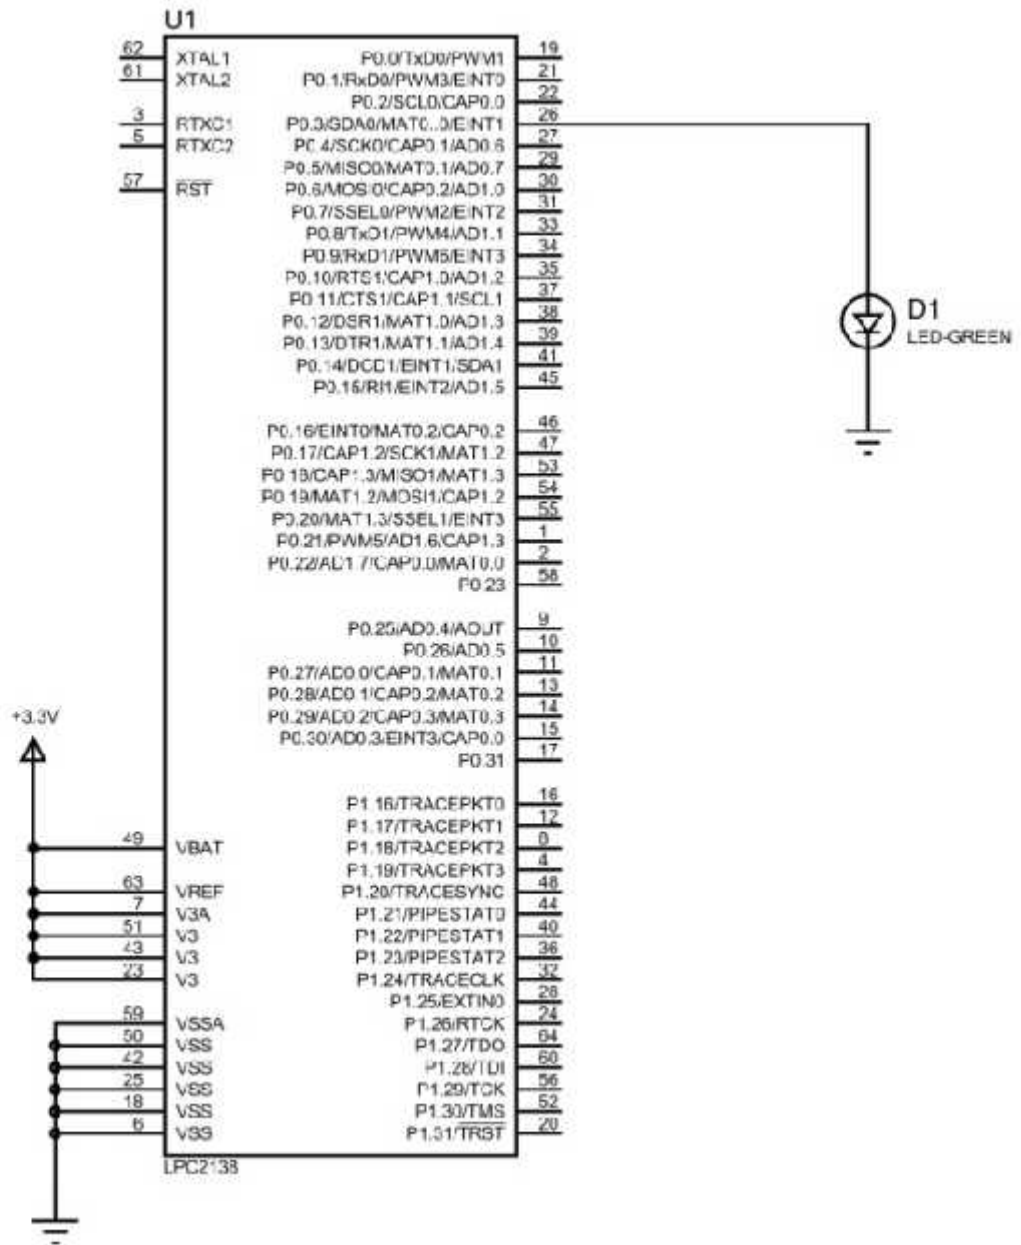 U1
62 XTAL1
61 XTAL2
3 RTXC1
5 RTXC2
57 RST
P0.0/TxD0/PWM1 19
P0.1/RxD0/PWM3/EINT0 21
P0.2/SCL0/CAP0.0 22
P0.3/SDA0/MAT0..0/EINT1 26
P0.4/SCK0/CAP0.1/AD0.6 27
P0.5/MISO0/MAT0.1/AD0.7 29
P0.6/MOSI0/CAP0.2/AD1.0 30
P0.7/SSEL0/PWM2/EINT2 31
P0.8/TxD1/PWM4/AD1.1 33
P0.9/RxD1/PWM6/EINT3 34
P0.10/RTS1/CAP1.0/AD1.2 35
P0.11/CTS1/CAP1.1/SCL1 37
P0.12/DSR1/MAT1.0/AD1.3 38
P0.13/DTR1/MAT1.1/AD1.4 39
P0.14/DCD1/EINT1/SDA1 41
P0.15/RI1/EINT2/AD1.5 45
P0.16/EINT0/MAT0.2/CAP0.2 46
P0.17/CAP1.2/SCK1/MAT1.2 47
P0.18/CAP1.3/MISO1/MAT1.3 53
P0.19/MAT1.2/MOSI1/CAP1.2 54
P0.20/MAT1.3/SSEL1/EINT3 55
P0.21/PWM5/AD1.6/CAP1.3 1
P0.22/AD1.7/CAP0.0/MAT0.0 2
P0.23 58
P0.25/AD0.4/AOUT 9
P0.26/AD0.5 10
P0.27/AD0.0/CAP0.1/MAT0.1 11
P0.28/AD0.1/CAP0.2/MAT0.2 13
P0.29/AD0.2/CAP0.3/MAT0.3 14
P0.30/AD0.3/EINT3/CAP0.0 15
P0.31 17
P1.16/TRACEPKT0 16
P1.17/TRACEPKT1 12
P1.18/TRACEPKT2 8
P1.19/TRACEPKT3 4
P1.20/TRACESYNC 48
P1.21/PIPESTAT0 44
P1.22/PIPESTAT1 40
P1.23/PIPESTAT2 36
P1.24/TRACECLK 32
P1.25/EXTIN0 28
P1.26/RTCK 24
P1.27/TDO 64
P1.28/TDI 60
P1.29/TCK 56
P1.30/TMS 52
P1.31/TRST 20
+3.3V
49 VBAT
63 VREF
7 V3A
51 V3
43 V3
23 V3
59 VSSA
50 VSS
42 VSS
25 VSS
18 VSS
6 VSS
LPC2138
D1
LED-GREEN